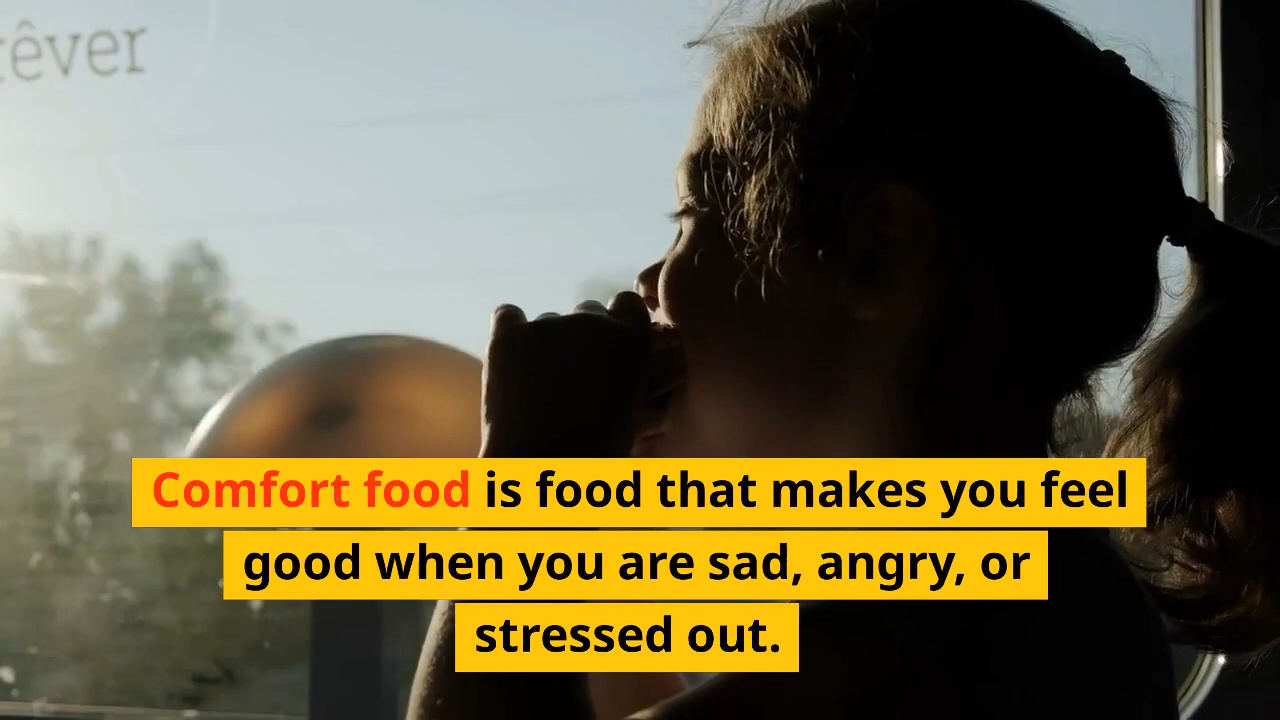 rêver
Comfort food is food that makes you feel
good when you are sad, angry, or
stressed out.